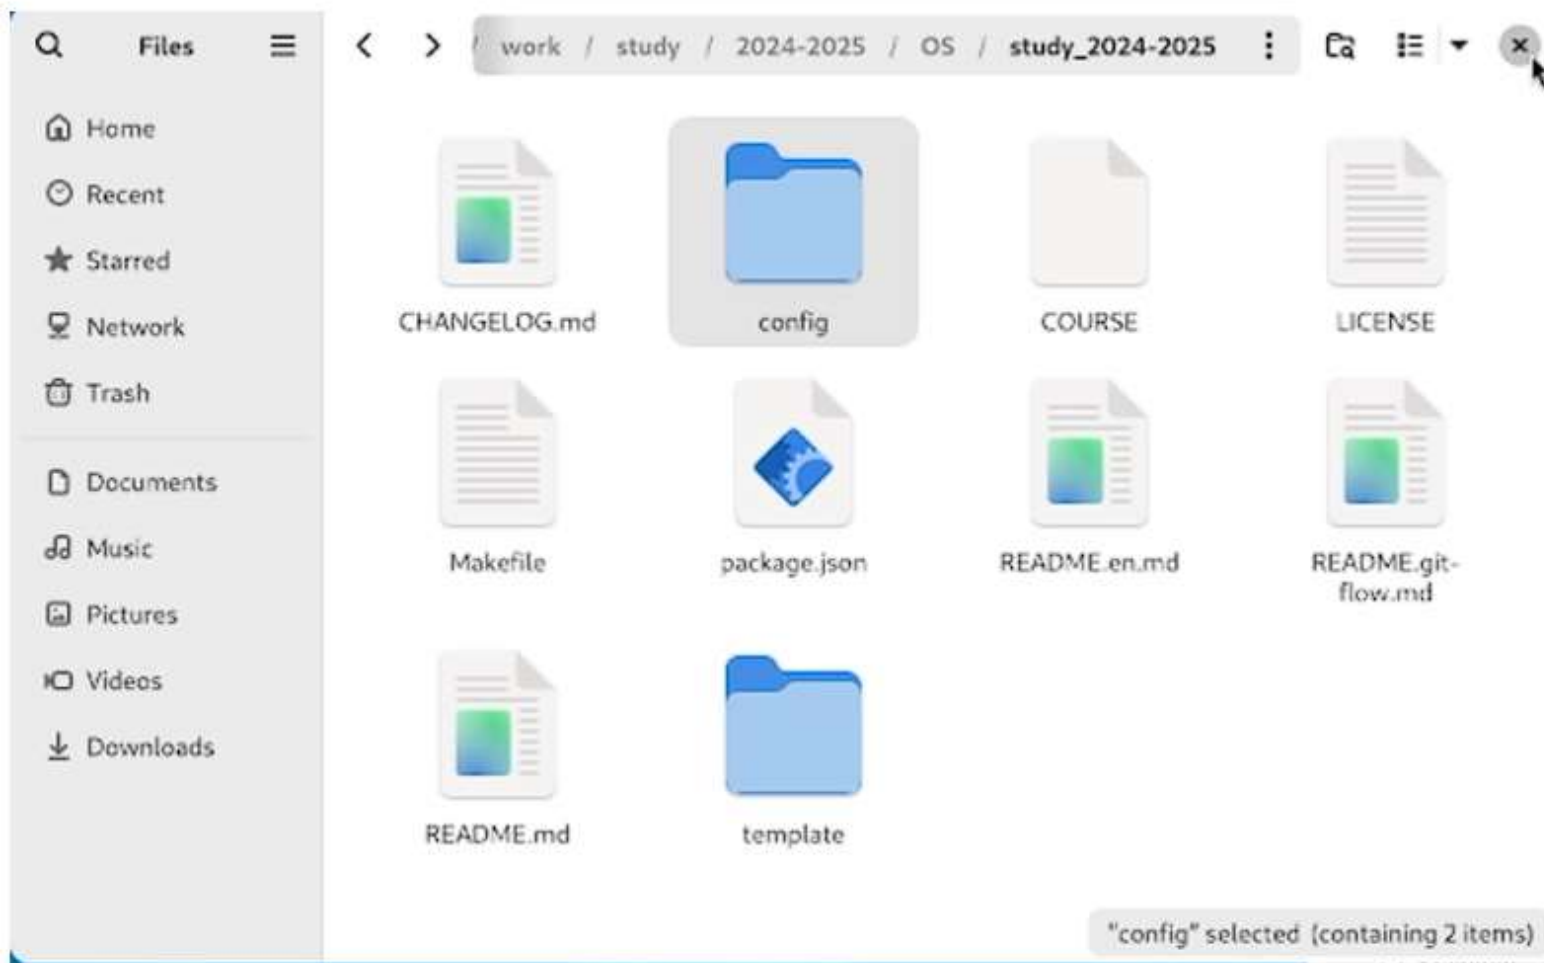 Files
/ work / study / 2024-2025 / OS / study_2024-2025
Home
Recent
Starred
Network
Trash
Documents
Music
Pictures
Videos
Downloads
CHANGELOG.md
config
COURSE
LICENSE
Makefile
package.json
README.en.md
README.git-
flow.md
README.md
template
"config" selected (containing 2 items)